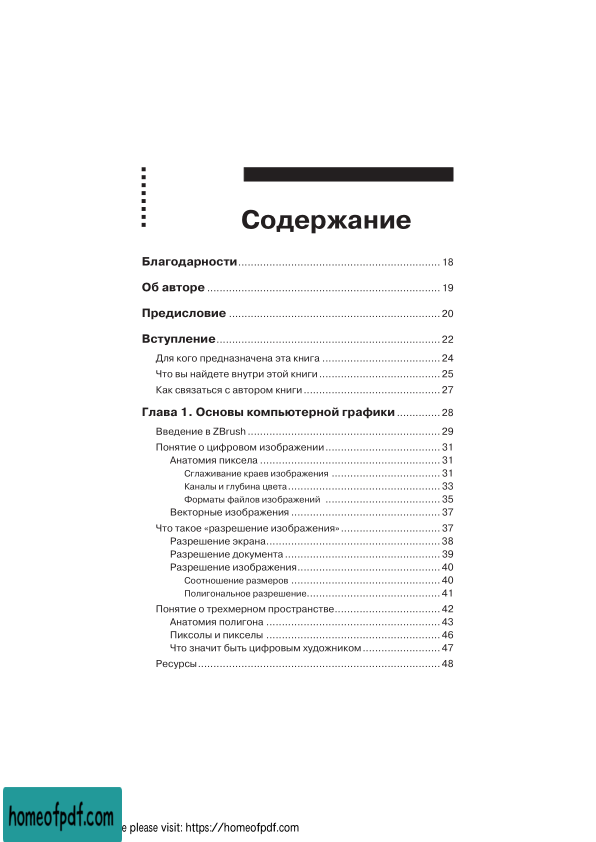 Содержание
Благодарности ........ 18
Об авторе ........ 19
Предисловие ........ 20
Вступление ........ 22
Для кого предназначена эта книга ........ 24
Что вы найдете внутри этой книги ........ 25
Как связаться с автором книги ........ 27
Глава 1. Основы компьютерной графики ........ 28
Введение в ZBrush ........ 29
Понятие о цифровом изображении ........ 31
Анатомия пиксела ........ 31
Сглаживание краев изображения ........ 31
Каналы и глубина цвета ........ 33
Форматы файлов изображений ........ 35
Векторные изображения ........ 37
Что такое «разрешение изображения» ........ 37
Разрешение экрана ........ 38
Разрешение документа ........ 39
Разрешение изображения ........ 40
Соотношение размеров ........ 40
Полигональное разрешение ........ 41
Понятие о трехмерном пространстве ........ 42
Анатомия полигона ........ 43
Пиксолы и пикселы ........ 46
Что значит быть цифровым художником ........ 47
Ресурсы ........ 48
homeofpdf.com
please visit: https://homeofpdf.com